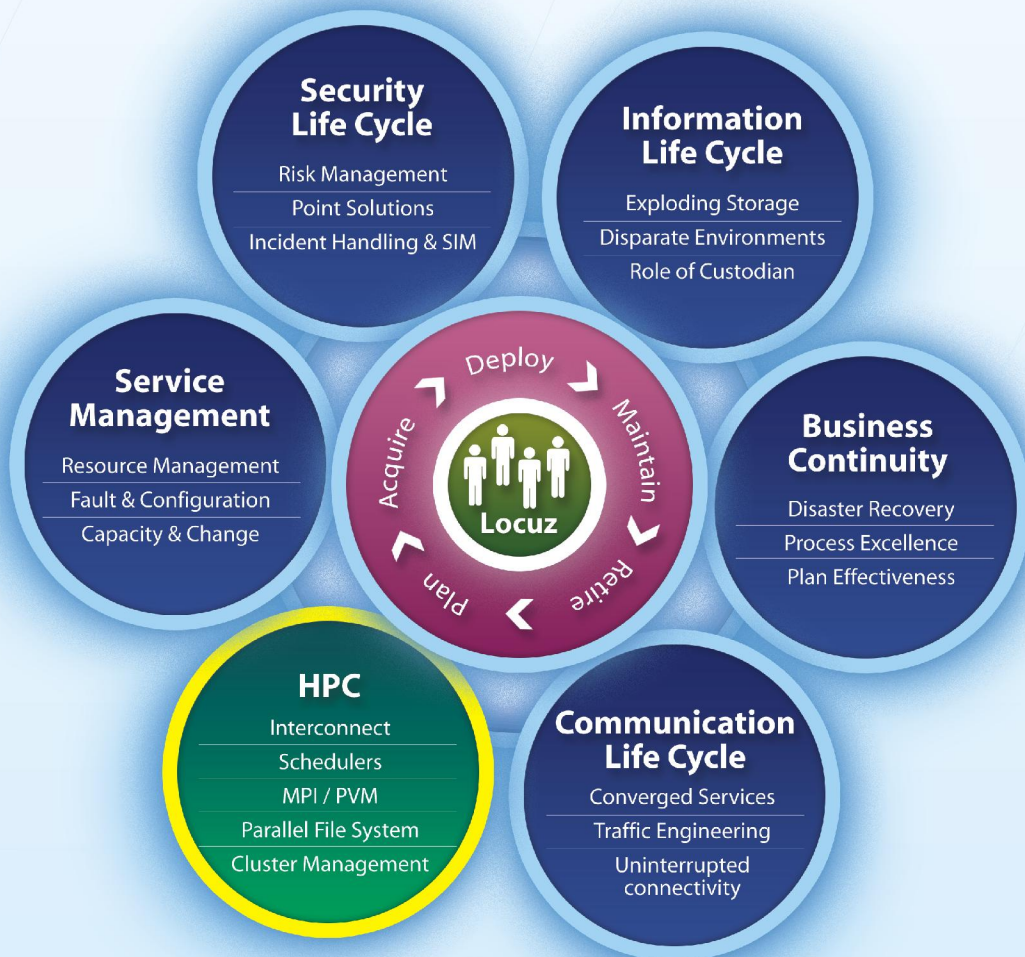 Security
Life Cycle
Risk Management
Point Solutions
Incident Handling & SIM
Information
Life Cycle
Exploding Storage
Disparate Environments
Role of Custodian
Service
Management
Resource Management
Fault & Configuration
Capacity & Change
Deploy
Maintain
Retire
Plan
Acquire
Locuz
Business
Continuity
Disaster Recovery
Process Excellence
Plan Effectiveness
HPC
Interconnect
Schedulers
MPI / PVM
Parallel File System
Cluster Management
Communication
Life Cycle
Converged Services
Traffic Engineering
Uninterrupted
connectivity